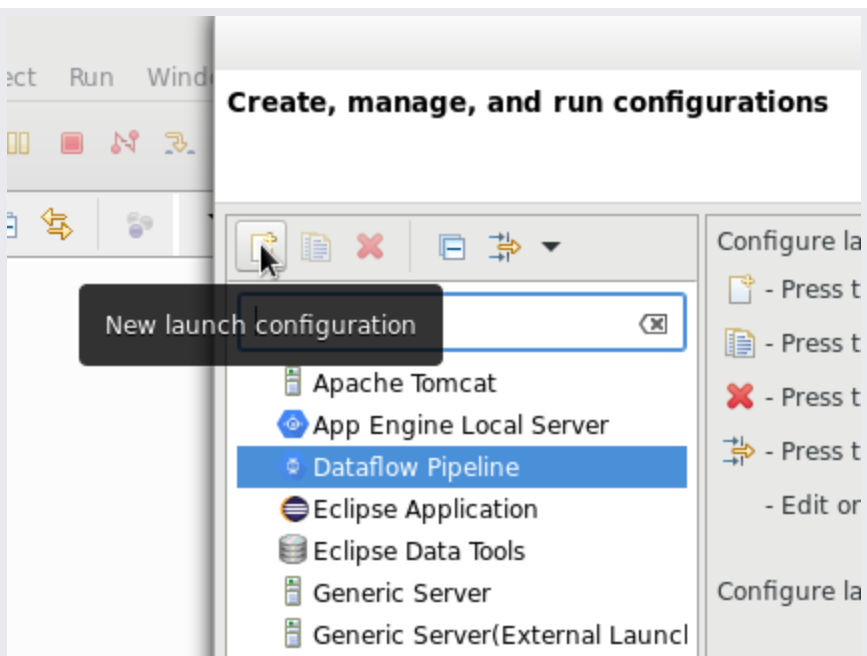 Run
Create, manage, and run configurations
New launch configuration
Configure la
- Press t
- Press t
- Press t
- Press t
- Edit or
Configure la
Apache Tomcat
App Engine Local Server
Dataflow Pipeline
Eclipse Application
Eclipse Data Tools
Generic Server
Generic Server(External Launcl